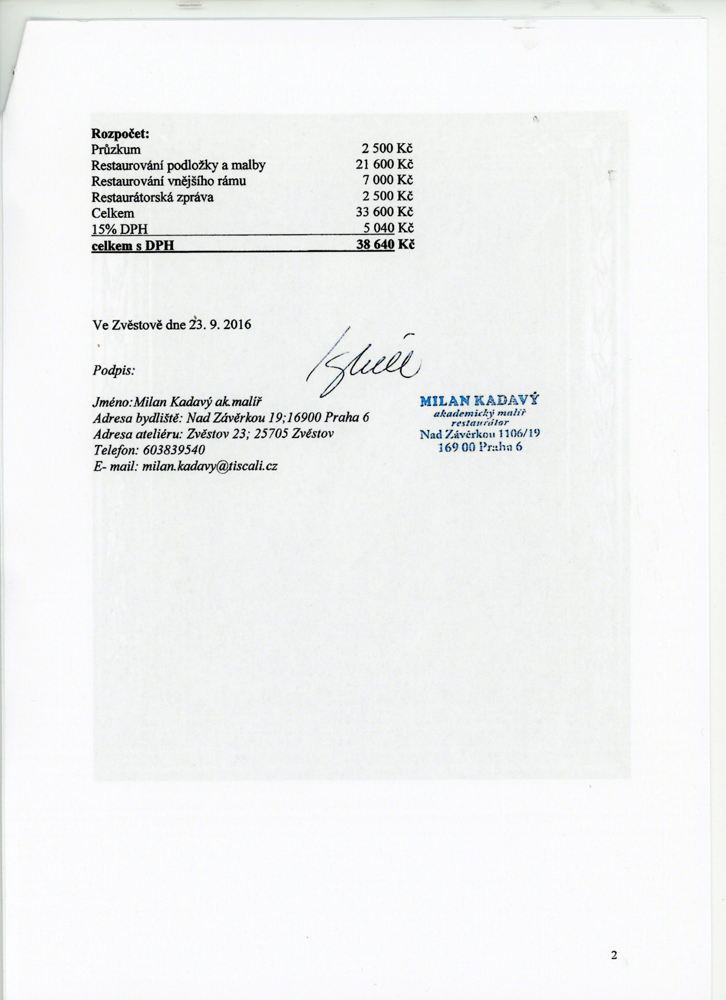 Rozpočet:
Průzkum 2 500 Kč
Restaurování podložky a malby 21 600 Kč
Restaurování vnějšího rámu 7 000 Kč
Restaurátorská zpráva 2 500 Kč
Celkem 33 600 Kč
15% DPH 5 040 Kč
celkem s DPH 38 640 Kč
Ve Zvěstově dne 23. 9. 2016
Podpis:
Jméno:Milan Kadavý ak.malíř
Adresa bydliště: Nad Závěrkou 19;16900 Praha 6
Adresa ateliéru: Zvěstov 23; 25705 Zvěstov
Telefon: 603839540
E- mail: milan.kadavy@tiscali.cz
MILAN KADAVÝ
akademický malíř
restaurátor
Nad Závěrkou 1106/19
169 00 Praha 6
2